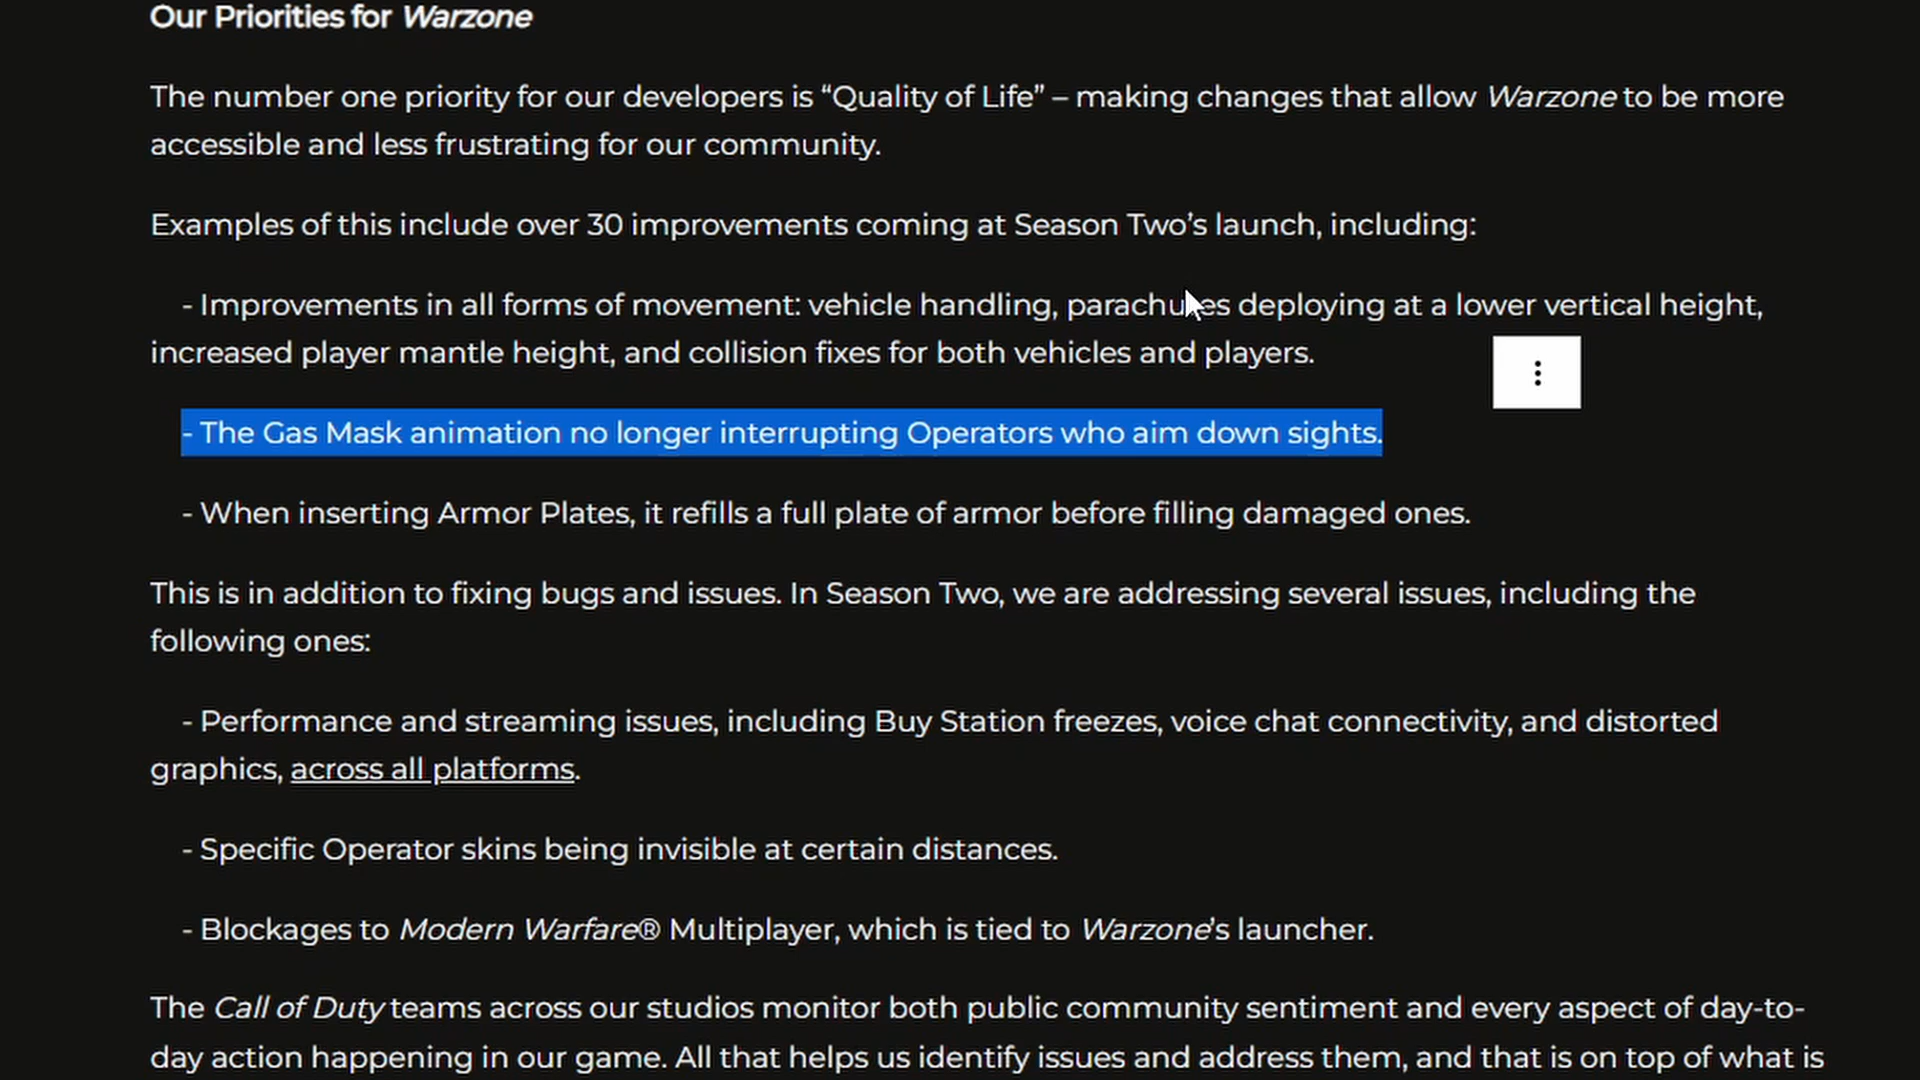 Our Priorities for Warzone
The number one priority for our developers is “Quality of Life” – making changes that allow Warzone to be more
accessible and less frustrating for our community.
Examples of this include over 30 improvements coming at Season Two’s launch, including:
- Improvements in all forms of movement: vehicle handling, parachutes deploying at a lower vertical height,
increased player mantle height, and collision fixes for both vehicles and players.
- The Gas Mask animation no longer interrupting Operators who aim down sights.
- When inserting Armor Plates, it refills a full plate of armor before filling damaged ones.
This is in addition to fixing bugs and issues. In Season Two, we are addressing several issues, including the
following ones:
- Performance and streaming issues, including Buy Station freezes, voice chat connectivity, and distorted
graphics, across all platforms.
- Specific Operator skins being invisible at certain distances.
- Blockages to Modern Warfare® Multiplayer, which is tied to Warzone’s launcher.
The Call of Duty teams across our studios monitor both public community sentiment and every aspect of day-to-
day action happening in our game. All that helps us identify issues and address them, and that is on top of what is